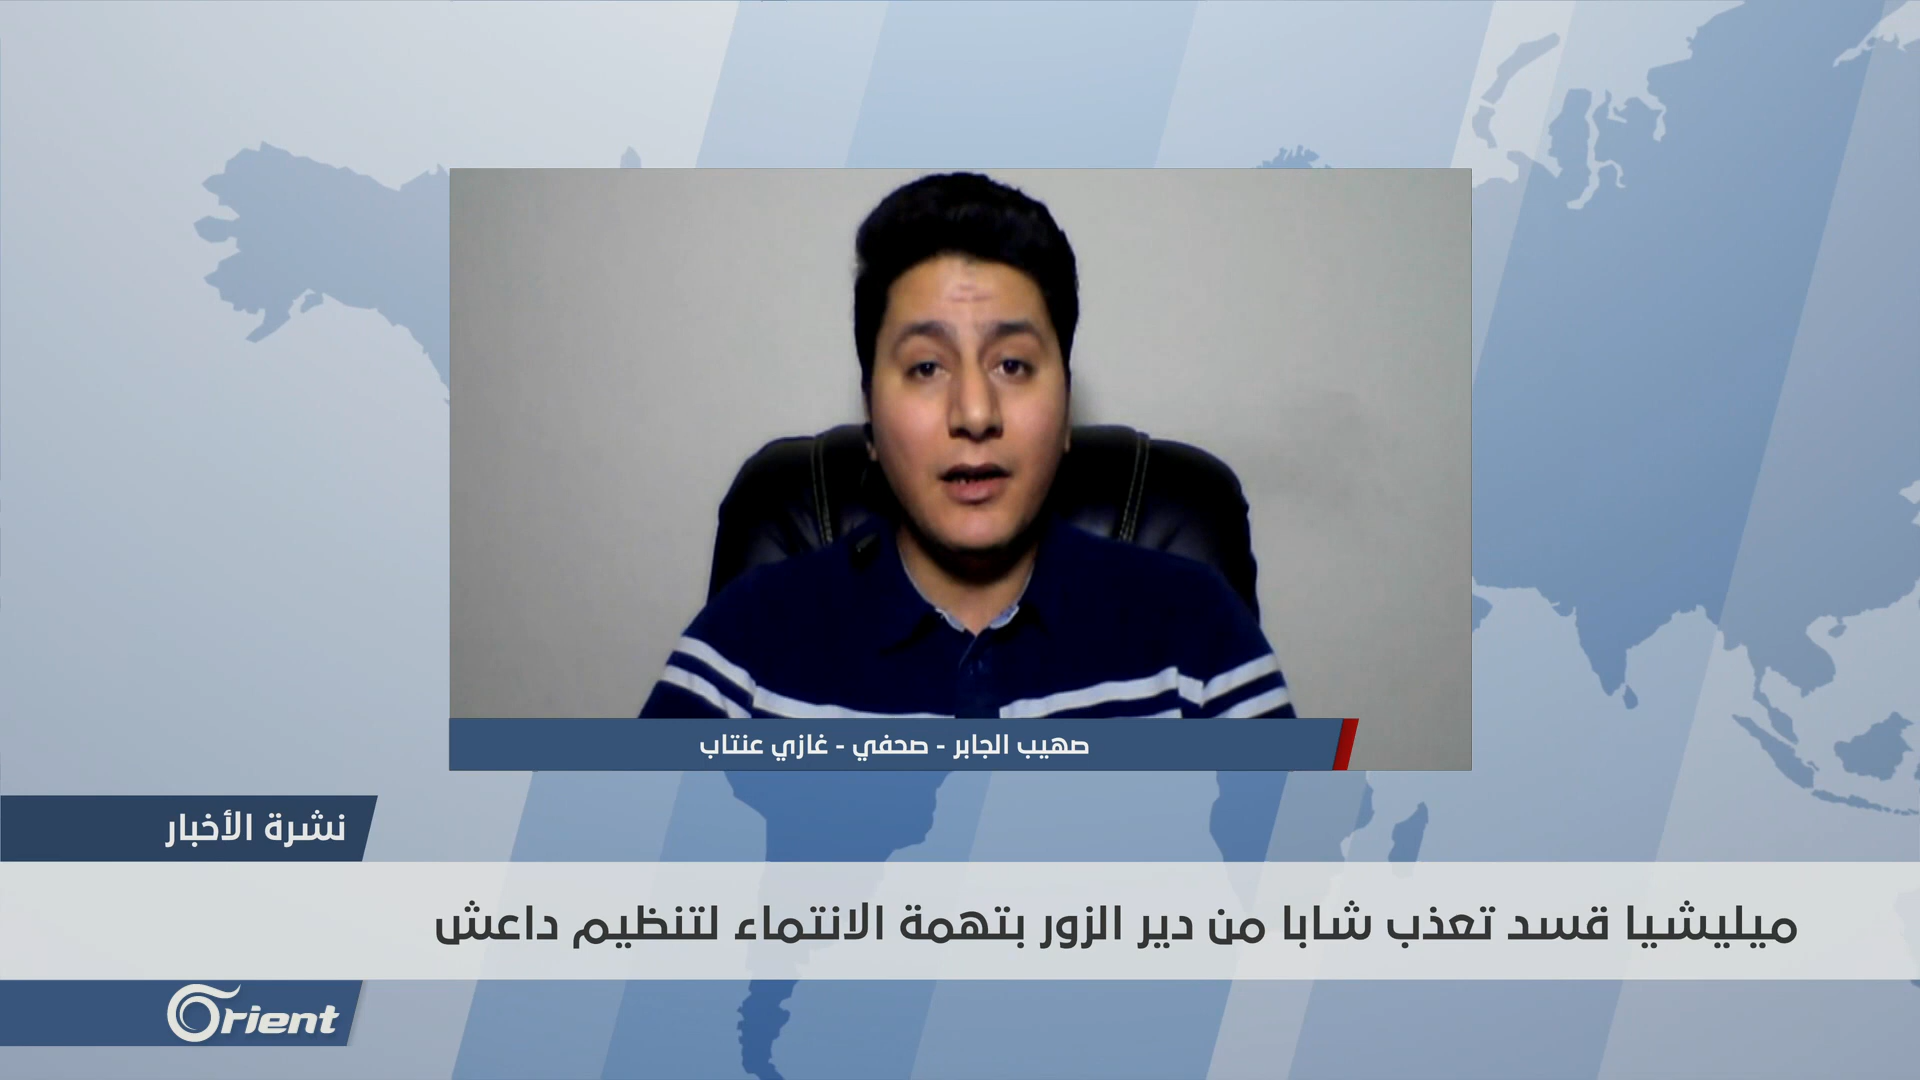 صهيب الجابر - صحفي - غازي عنتاب
نشرة الأخبار
ميليشيا قسد تعذب شابا من دير الزور بتهمة الانتماء لتنظيم داعش
Orient